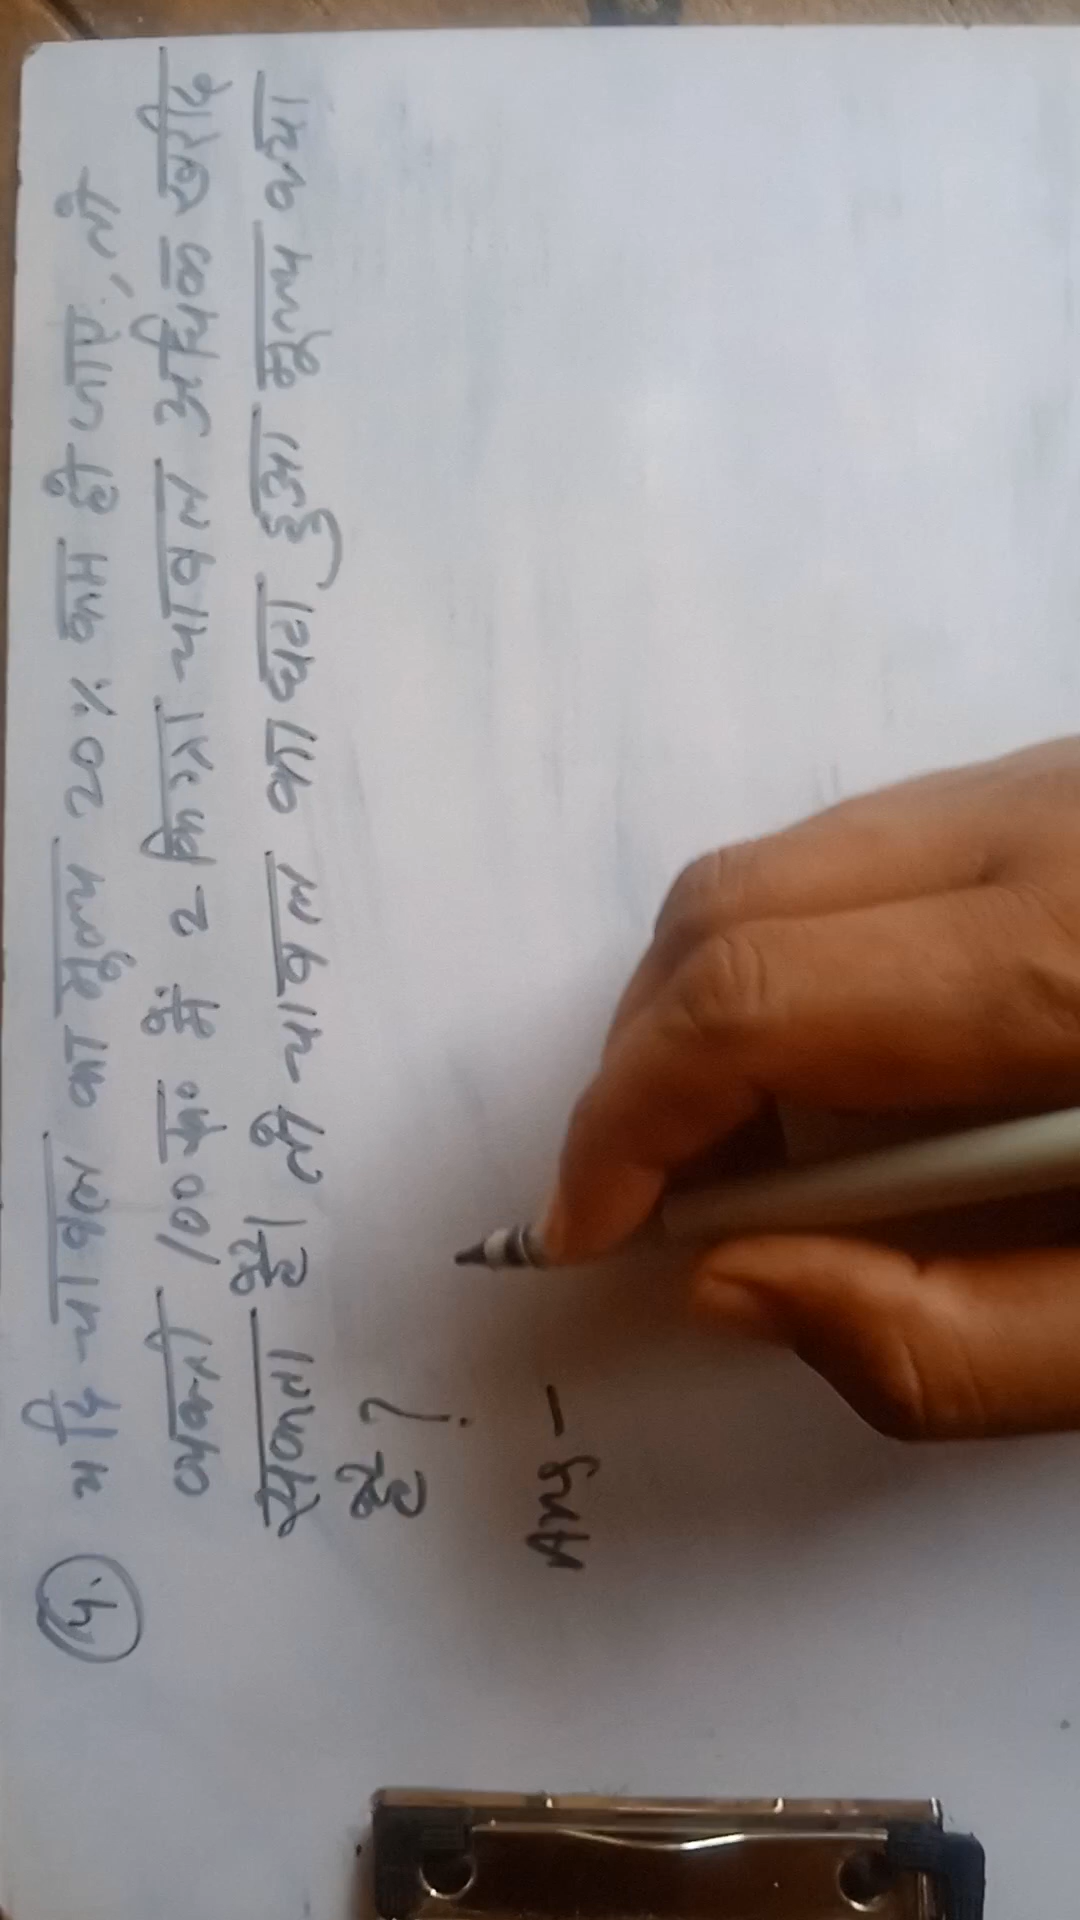 4. यदि चावल का मुल्य 20% कम हो जाए, तो
व्यक्ती 100 रू० में 2 किग्रा चावल अधिक खरीद
सकता है। तो चावल का घटा हुआ मूल्य क्या
है?
Ans -